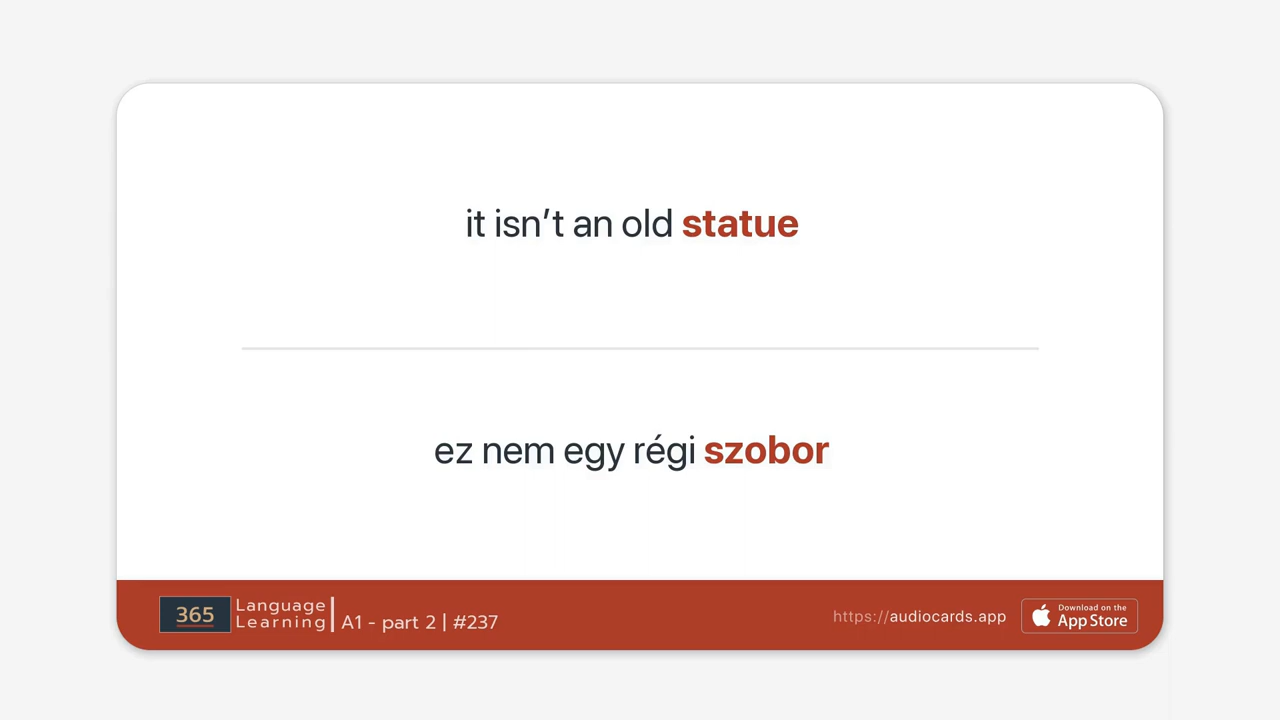 it isn’t an old statue
ez nem egy régi szobor
365
Language
Learning
A1 - part 2 | #237
https://audiocards.app
Download on the
App Store